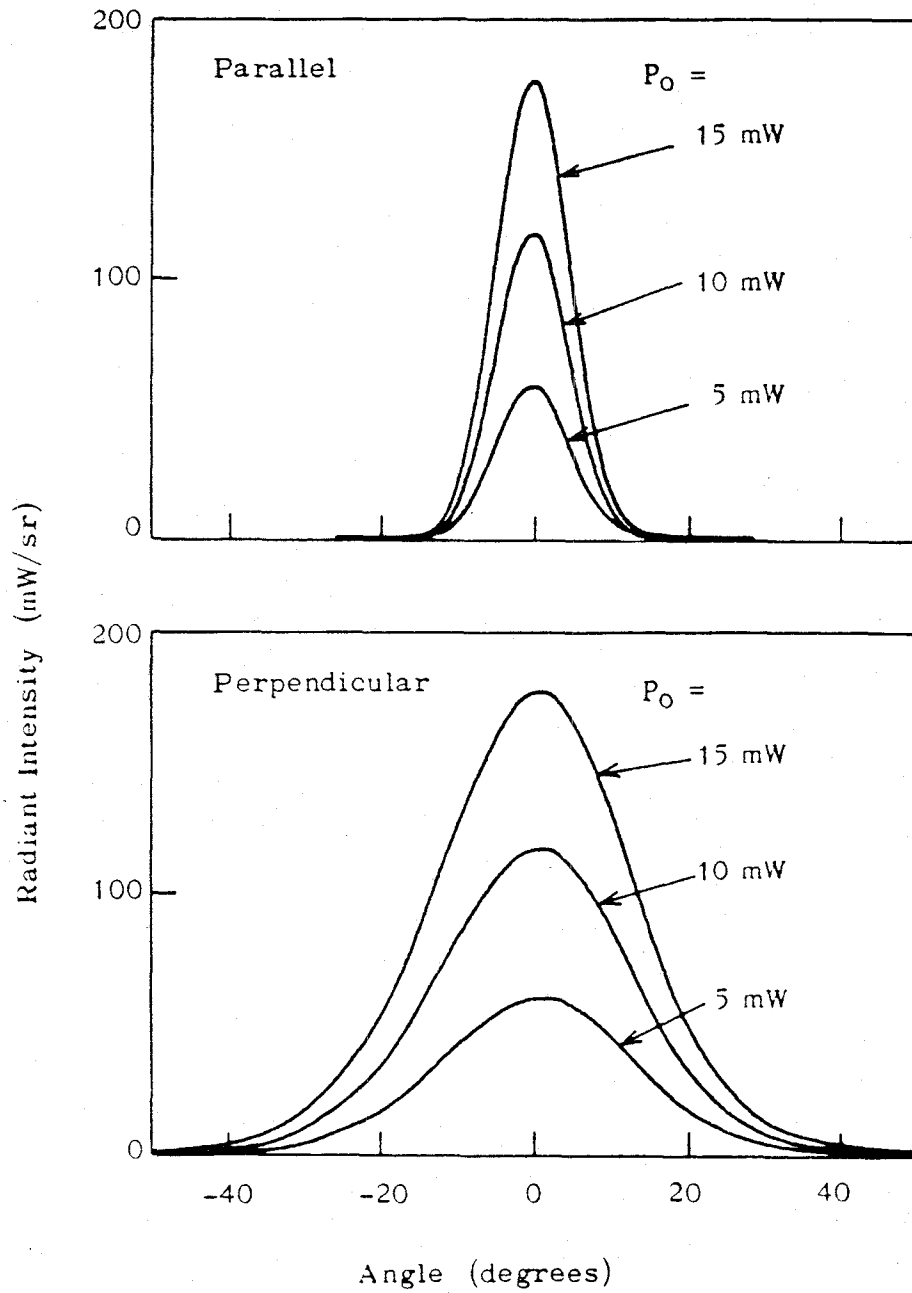 200
Parallel
P₀ =
15 mW
100
10 mW
5 mW
0
Radiant Intensity (mW/sr)
200
Perpendicular
P₀ =
15 mW
100
10 mW
5 mW
0
-40 -20 0 20 40
Angle (degrees)